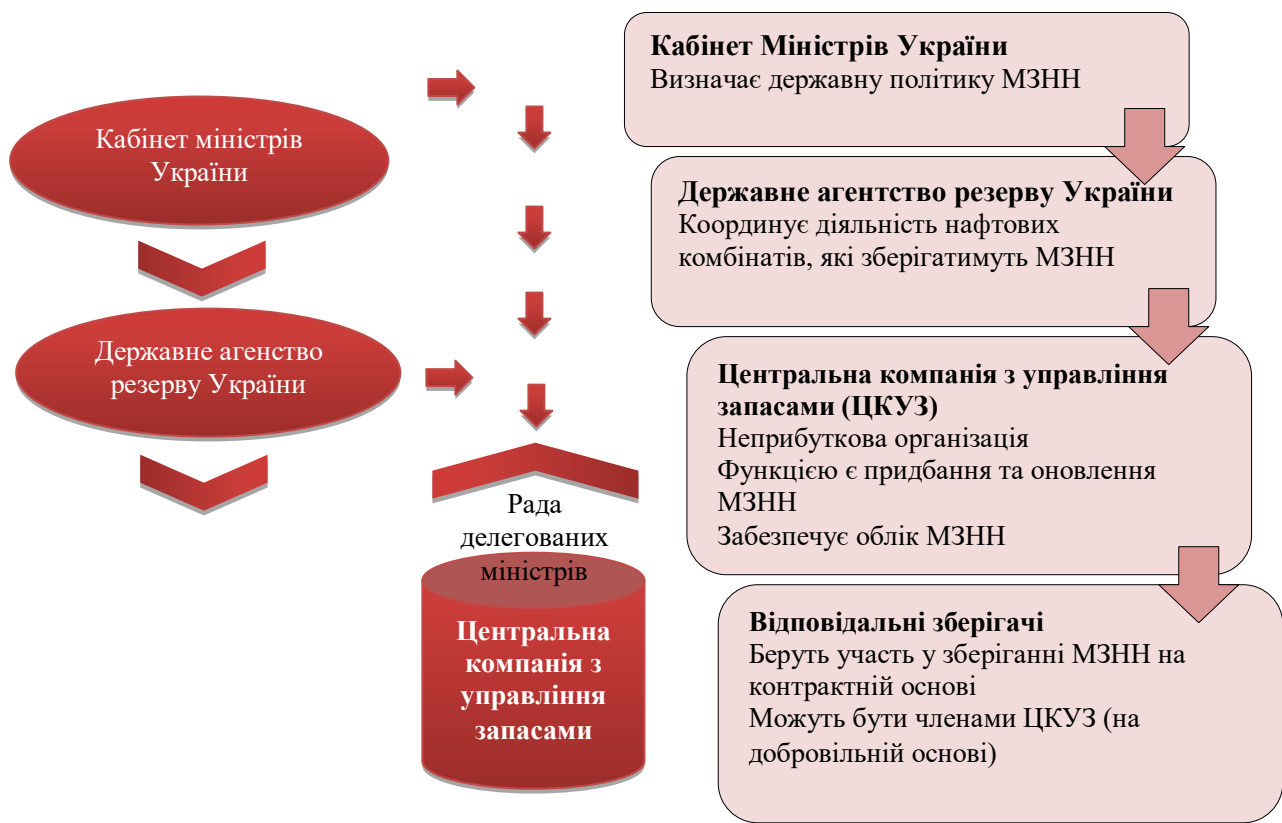 Кабінет міністрів
України
Державне агенство
резерву України
Рада
делегованих
міністрів
Центральна
компанія з
управління
запасами
Кабінет Міністрів України
Визначає державну політику МЗНН
Державне агентство резерву України
Координує діяльність нафтових
комбінатів, які зберігатимуть МЗНН
Центральна компанія з управління
запасами (ЦКУЗ)
Неприбуткова організація
Функцією є придбання та оновлення
МЗНН
Забезпечує облік МЗНН
Відповідальні зберігачі
Беруть участь у зберіганні МЗНН на
контрактній основі
Можуть бути членами ЦКУЗ (на
добровільній основі)